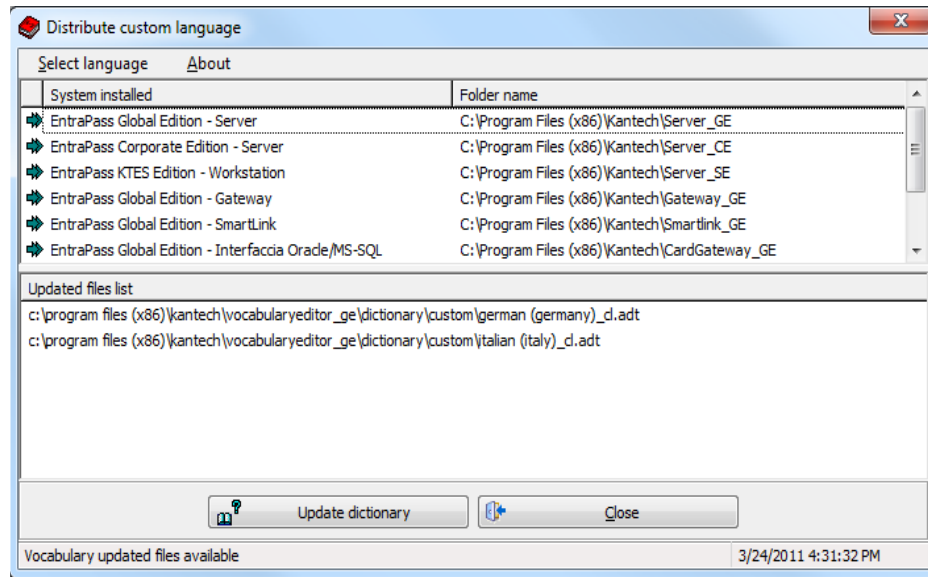 Distribute custom language
Select language About
System installed Folder name
EntraPass Global Edition - Server C:\Program Files (x86)\Kantech\Server_GE
EntraPass Corporate Edition - Server C:\Program Files (x86)\Kantech\Server_CE
EntraPass KTES Edition - Workstation C:\Program Files (x86)\Kantech\Server_SE
EntraPass Global Edition - Gateway C:\Program Files (x86)\Kantech\Gateway_GE
EntraPass Global Edition - SmartLink C:\Program Files (x86)\Kantech\Smartlink_GE
EntraPass Global Edition - Interfaccia Oracle/MS-SQL C:\Program Files (x86)\Kantech\CardGateway_GE
Updated files list
c:\program files (x86)\kantech\vocabularyeditor_ge\dictionary\custom\german (germany)_cl.adt
c:\program files (x86)\kantech\vocabularyeditor_ge\dictionary\custom\italian (italy)_cl.adt
Update dictionary Close
Vocabulary updated files available 3/24/2011 4:31:32 PM